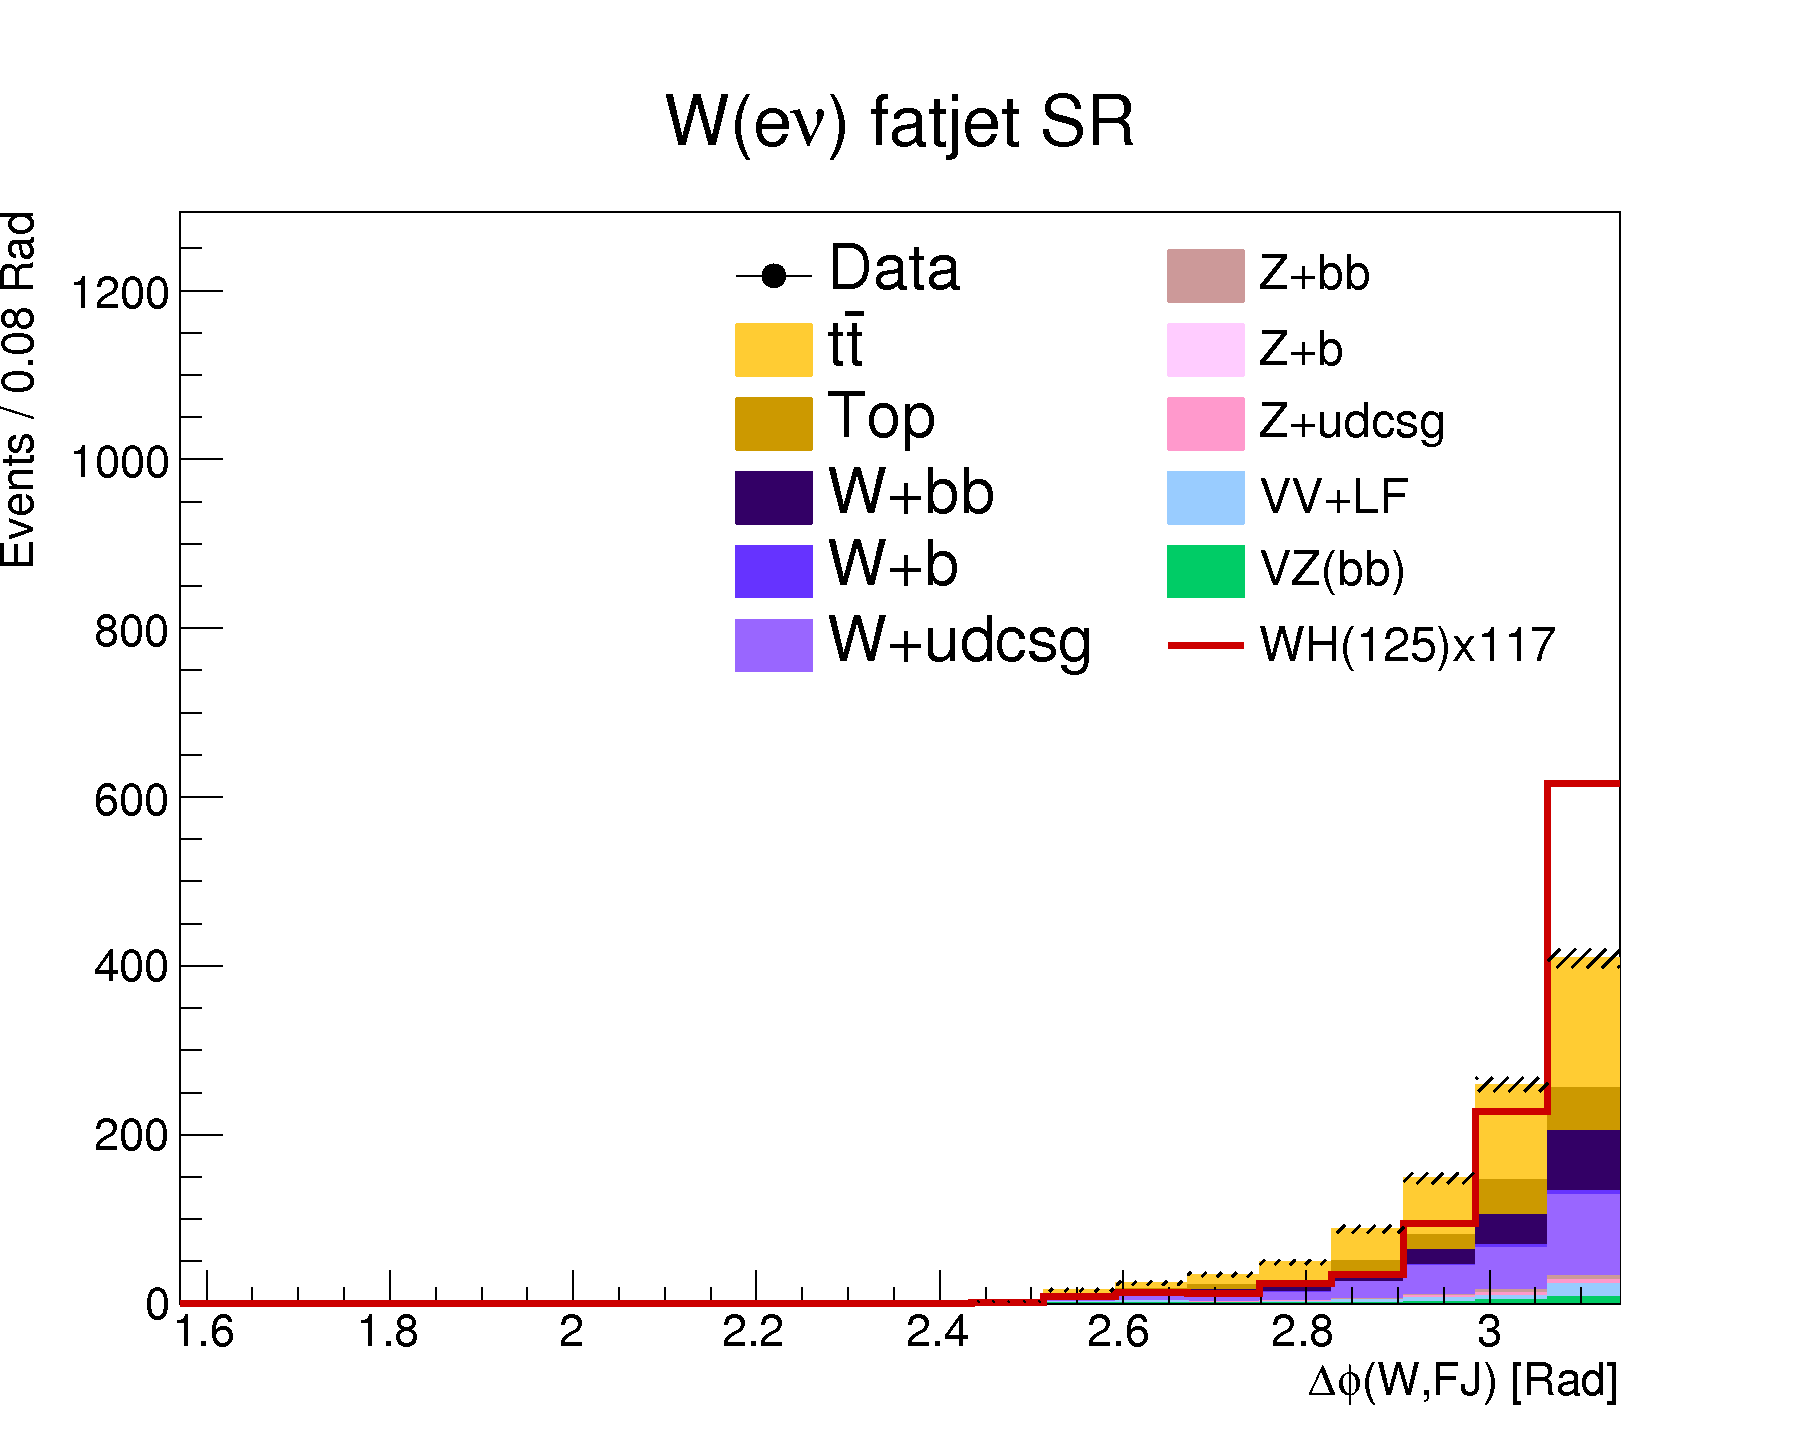 W(eν) fatjet SR
Events / 0.08 Rad
1200
1000
800
600
400
200
0
Data
tt̄
Top
W+bb
W+b
W+udcsg
Z+bb
Z+b
Z+udcsg
VV+LF
VZ(bb)
WH(125)x117
1.6 1.8 2 2.2 2.4 2.6 2.8 3
Δϕ(W,FJ) [Rad]